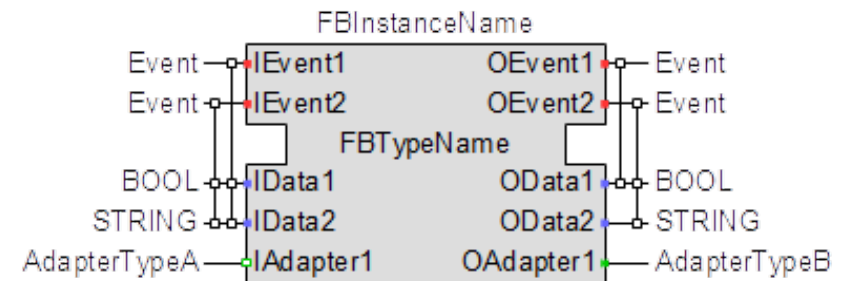 FBInstanceName
Event IEvent1 OEvent1 Event
Event IEvent2 OEvent2 Event
FBTypeName
BOOL IData1 OData1 BOOL
STRING IData2 OData2 STRING
AdapterTypeA IAdapter1 OAdapter1 AdapterTypeB